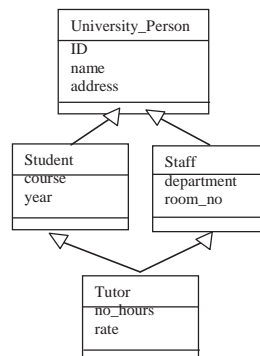 University_Person
ID
name
address
Student
course
year
Staff
department
room_no
Tutor
no_hours
rate